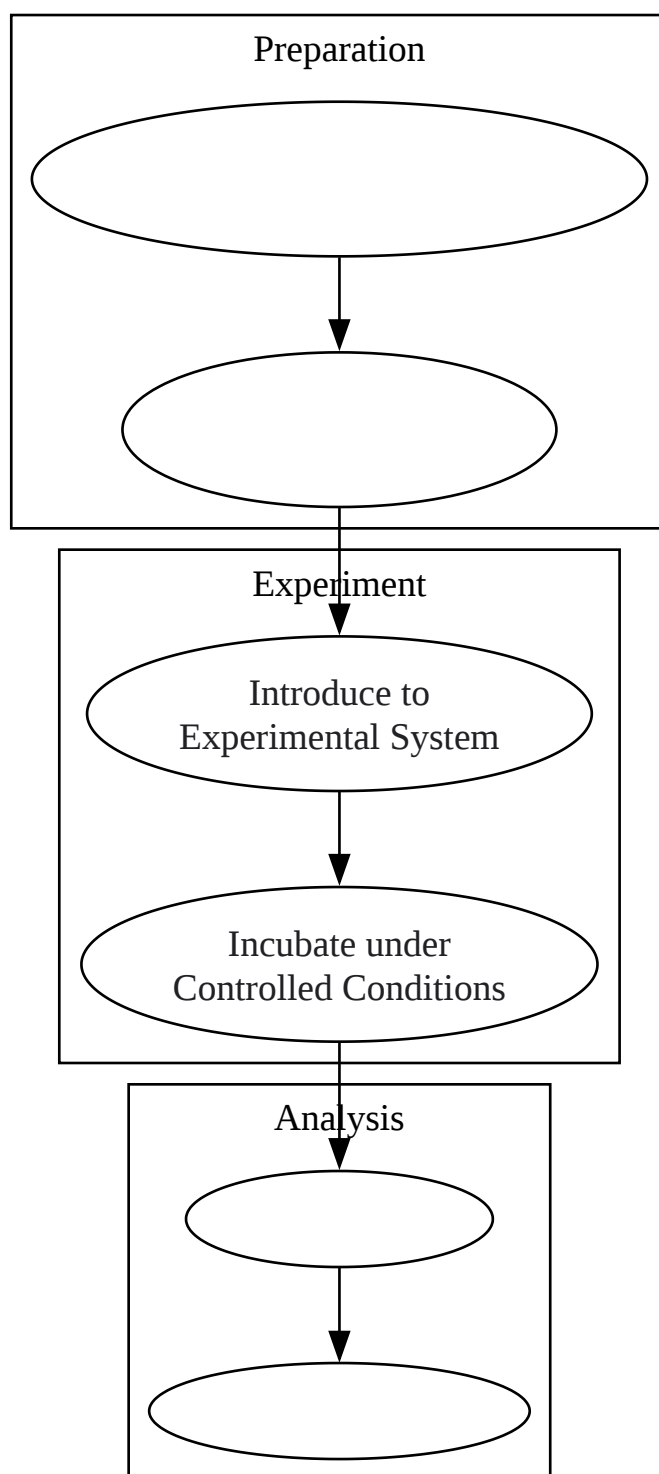 Preparation
Experiment
Introduce to
Experimental System
Incubate under
Controlled Conditions
Analysis